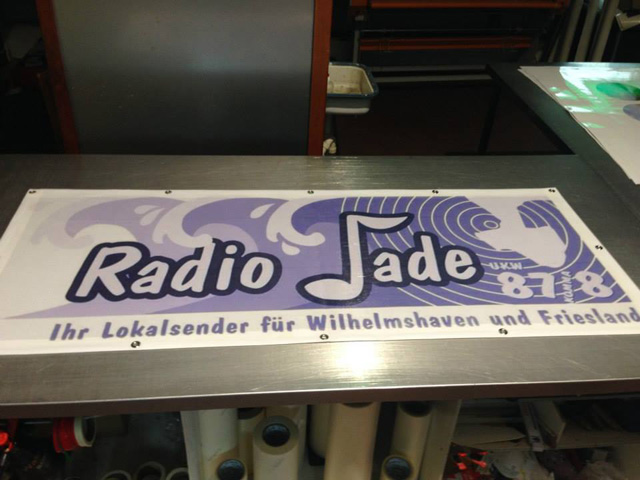 Radio Jade
UKW
87 8
Ihr Lokalsender für Wilhelmshaven und Friesland